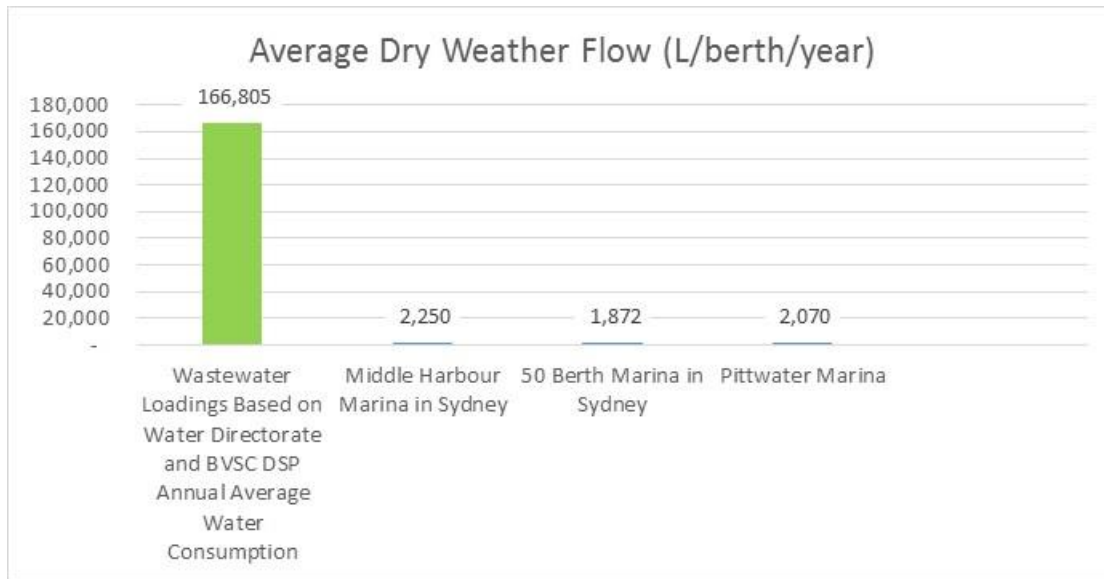 Average Dry Weather Flow (L/berth/year)
180,000
160,000
140,000
120,000
100,000
80,000
60,000
40,000
20,000
-
166,805
2,250
1,872
2,070
Wastewater
Loadings Based on
Water Directorate
and BVSC DSP
Annual Average
Water
Consumption
Middle Harbour
Marina in Sydney
50 Berth Marina in
Sydney
Pittwater Marina